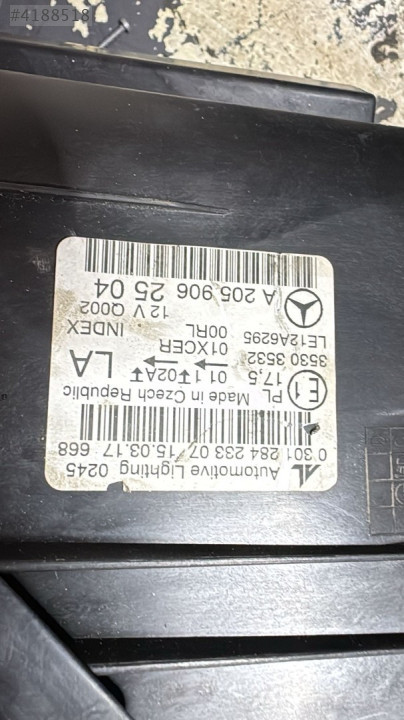 #4188518
A 205 906 25 04
12 V Q002
INDEX
00RL
LE12A6295
01XCER
3530 3532
LA
01 1 02A
17,5
PL
E1
Made in Czech Republic
0 301 284 233 07 /15.03.17 668
AL Automotive Lighting 0245